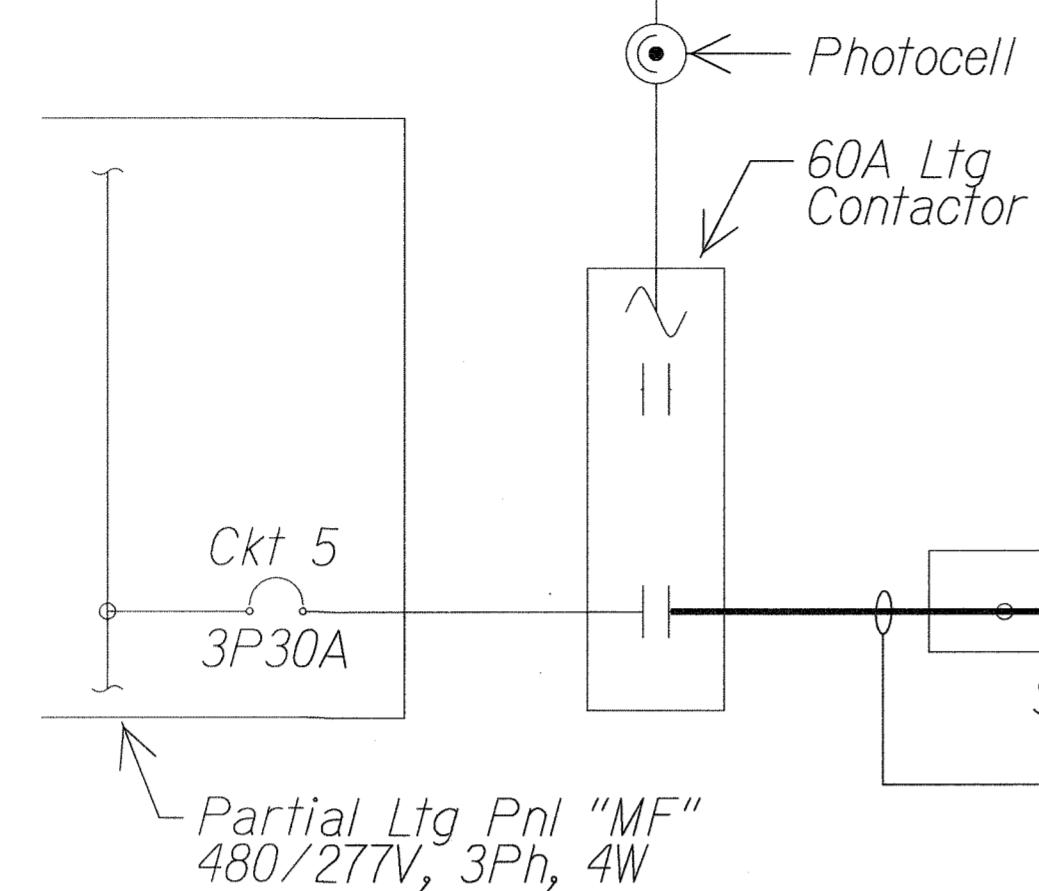 Photocell
60A Ltg
Contactor
Ckt 5
3P30A
Partial Ltg Pnl "MF"
480/277V, 3Ph, 4W